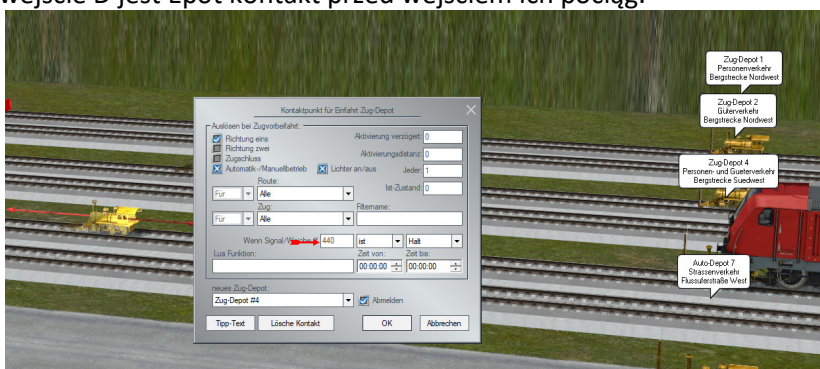 wejście D jest Epot kontakt przed wejściem ich pociąg.
Zug-Depot 1
Personenverkehr
Bergstrecke Nordwest
Zug-Depot 2
Güterverkehr
Bergstrecke Nordwest
Zug-Depot 4
Personen- und Gueterverkehr
Bergstrecke Suedwest
Auto-Depot 7
Strassenverkehr
Flussuferstraße West
Kontaktpunkt für Einfahrt Zug-Depot
Auslösen bei Zugvorbeifahrt:
Richtung eins
Aktivierung verzögert: 0
Richtung zwei
Zugschluss
Aktivierungsdistanz: 0
Automatik-/Manuellbetrieb Lichter an/aus Jeder: 1
Route:
Ist-Zustand 0
Für Alle
Zug: Filtername:
Für Alle
Wenn Signal/Weiche 440 ist Halt
Lua Funktion: Zeit von: Zeit bis:
00:00:00 00:00:00
neues Zug-Depot:
Zug-Depot #4 Abmelden
Tipp-Text Lösche Kontakt OK Abbrechen